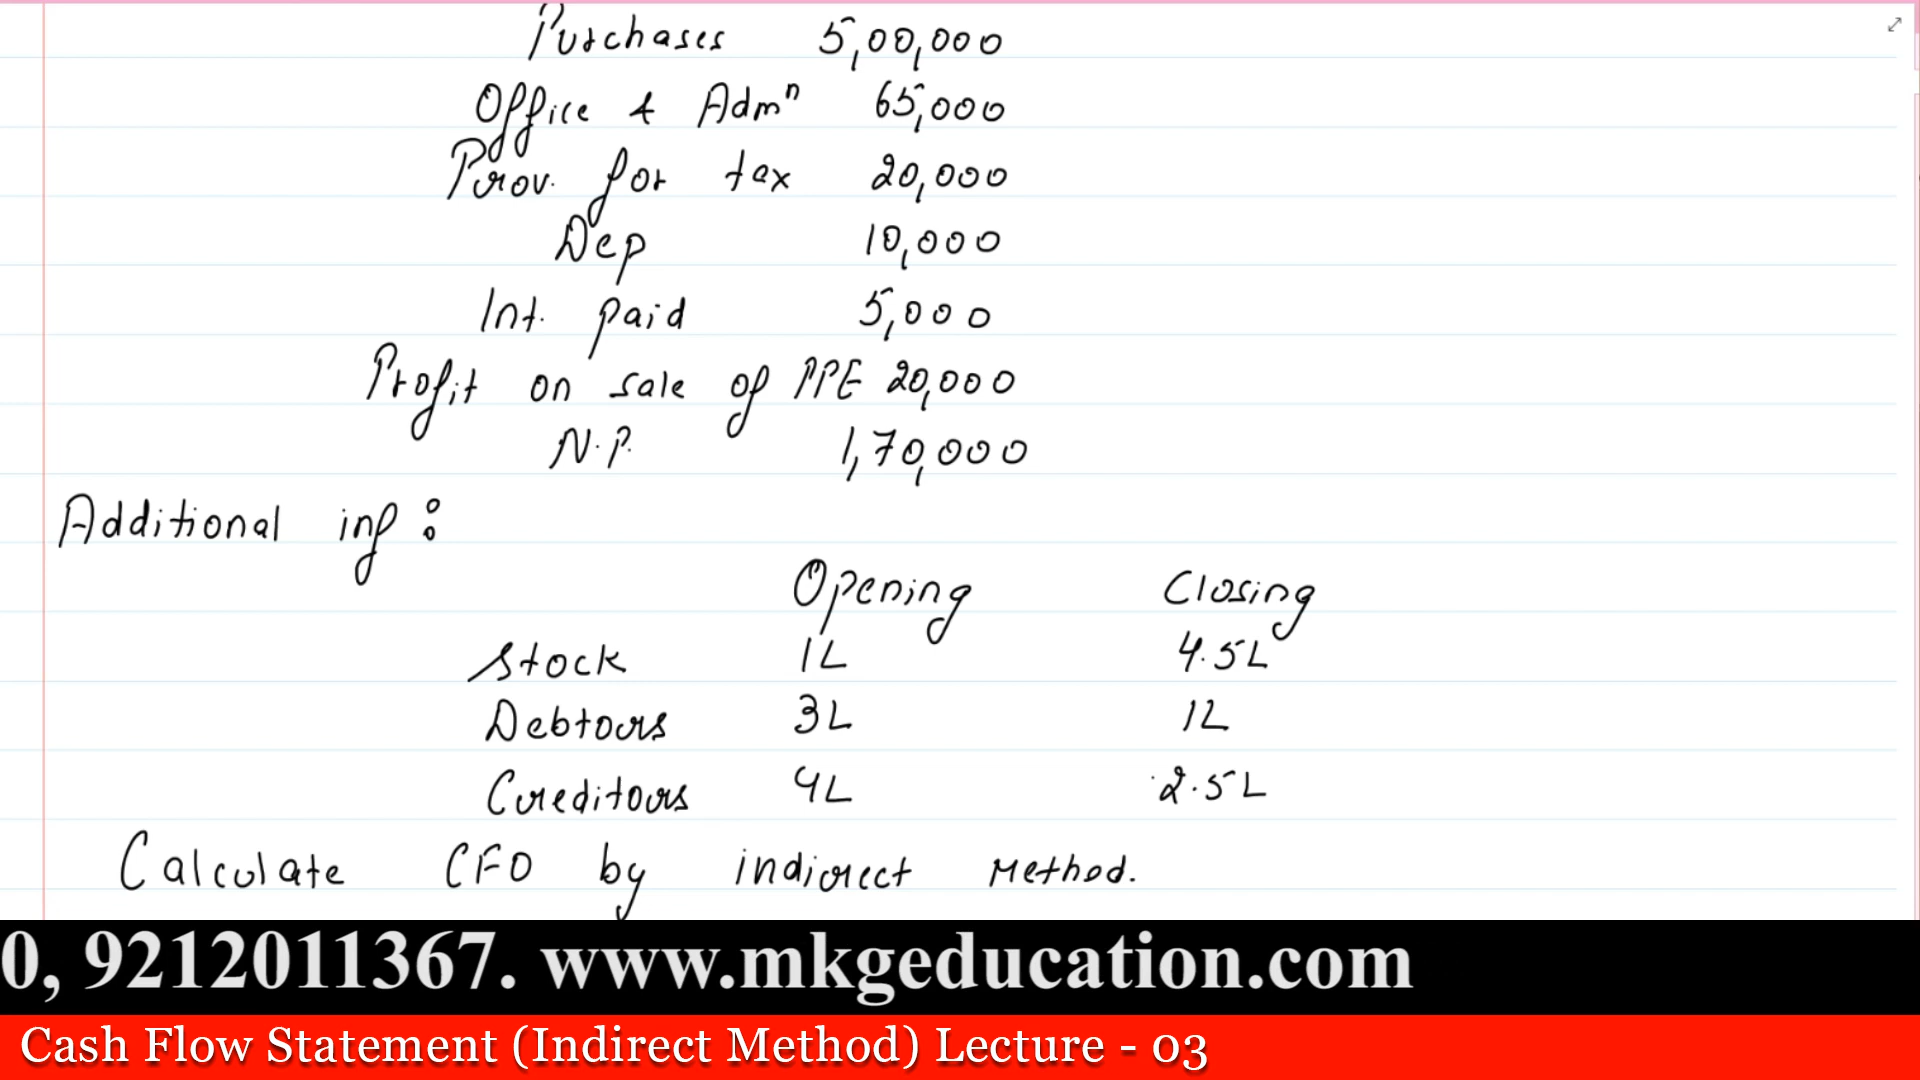 Purchases 5,00,000
Office & Admⁿ 65,000
Prov. for tax 20,000
Dep 10,000
Int. paid 5,000
Profit on sale of PPE 20,000
N.P. 1,70,000
Additional inf :
Opening Closing
Stock 1L 4.5L
Debtors 3L 1L
Creditors 4L 2.5L
Calculate CFO by indirect Method.
0, 9212011367. www.mkgeducation.com
Cash Flow Statement (Indirect Method) Lecture - 03